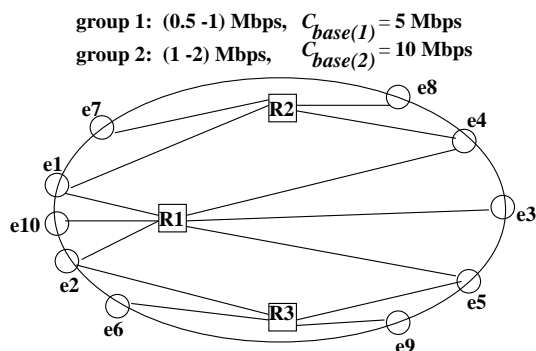 group 1: (0.5 -1) Mbps, C_base(1) = 5 Mbps
group 2: (1 -2) Mbps, C_base(2) = 10 Mbps
e8
e7
R2
e4
e1
R1
e3
e10
e2
e5
e6
R3
e9